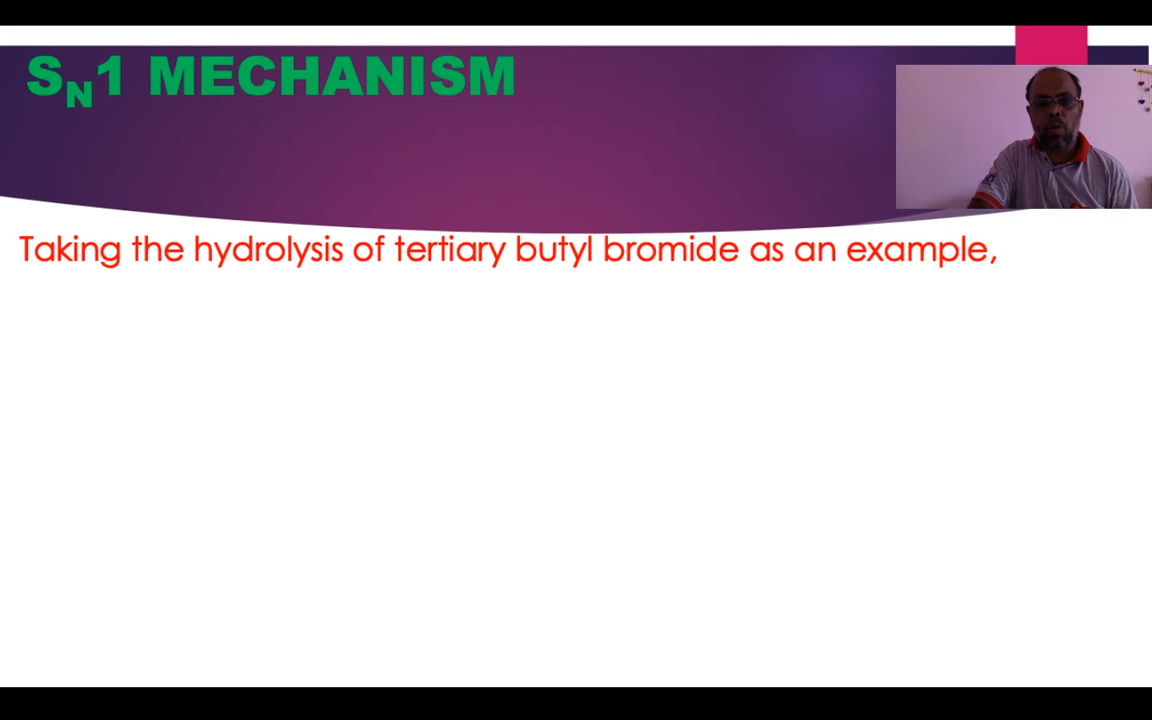 SN1 MECHANISM
Taking the hydrolysis of tertiary butyl bromide as an example,